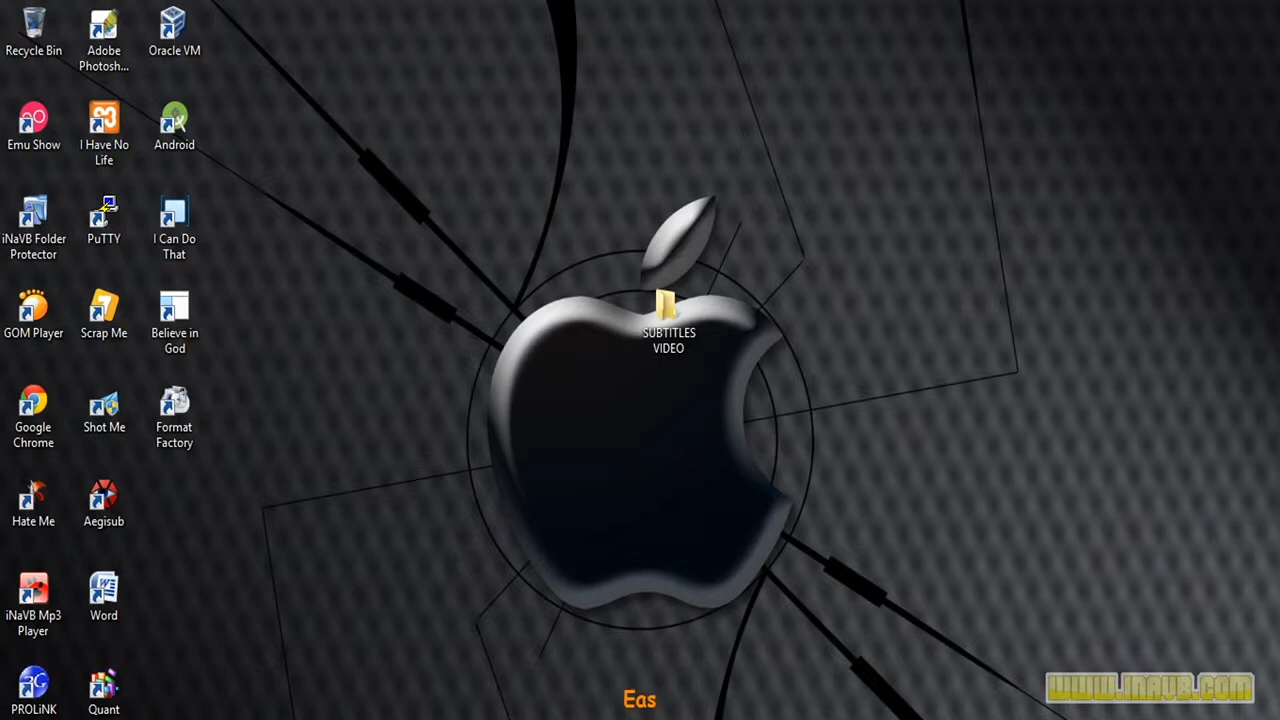 Recycle Bin
Adobe
Photosh...
Oracle VM
Emu Show
I Have No
Life
Android
iNaVB Folder
Protector
PuTTY
I Can Do
That
GOM Player
Scrap Me
Believe in
God
SUBTITLES
VIDEO
Google
Chrome
Shot Me
Format
Factory
Hate Me
Aegisub
iNaVB Mp3
Player
Word
PROLiNK
Quant
Eas
WWW.INAVB.COM